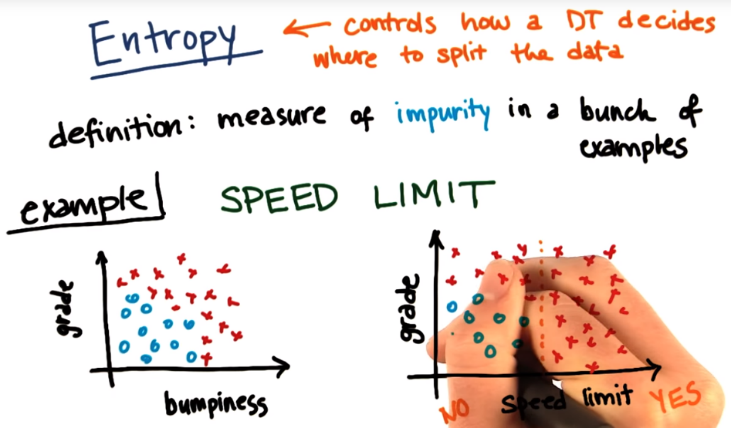 Entropy ← controls how a DT decides
where to split the data
definition: measure of impurity in a bunch of
examples
example SPEED LIMIT
grade
bumpiness
grade
speed limit
NO
YES